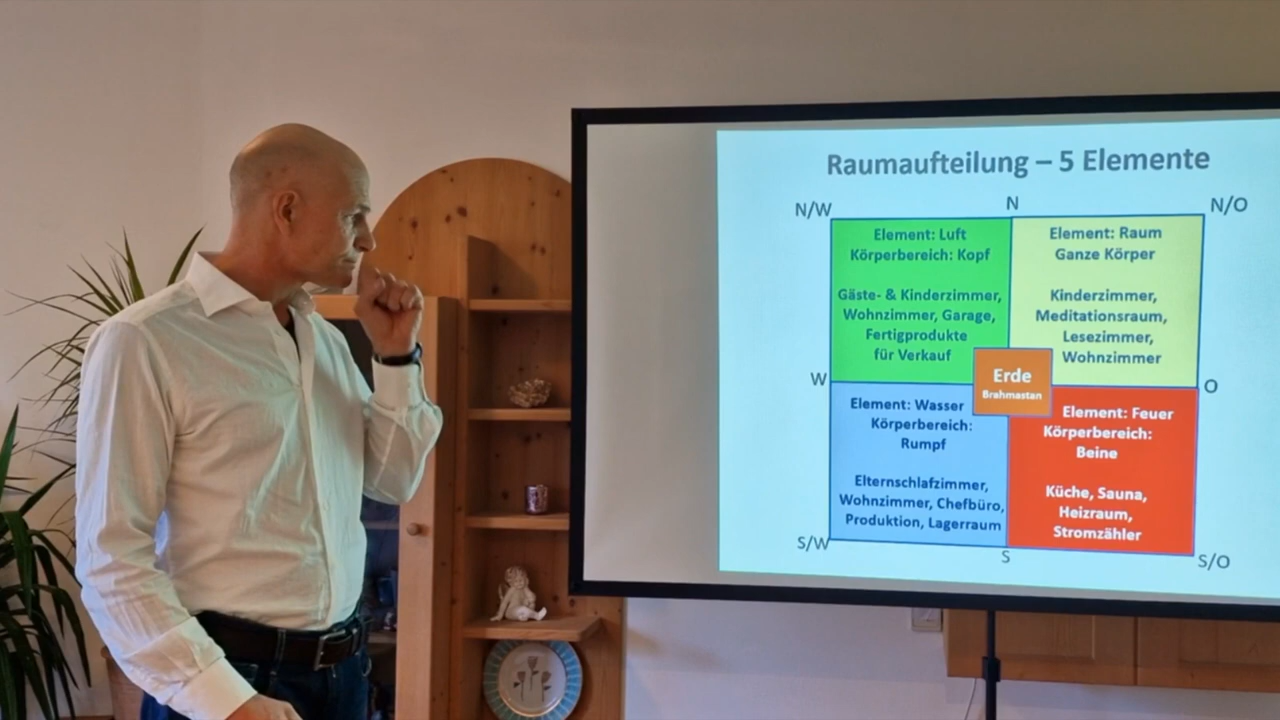 Raumaufteilung – 5 Elemente
N/W
N
N/O
Element: Luft
Körperbereich: Kopf
Gäste- & Kinderzimmer,
Wohnzimmer, Garage,
Fertigprodukte
für Verkauf
Element: Raum
Ganze Körper
Kinderzimmer,
Meditationsraum,
Lesezimmer,
Wohnzimmer
W
Erde
Brahmastan
O
Element: Wasser
Körperbereich:
Rumpf
Elternschlafzimmer,
Wohnzimmer, Chefbüro,
Produktion, Lagerraum
Element: Feuer
Körperbereich:
Beine
Küche, Sauna,
Heizraum,
Stromzähler
S/W
S
S/O